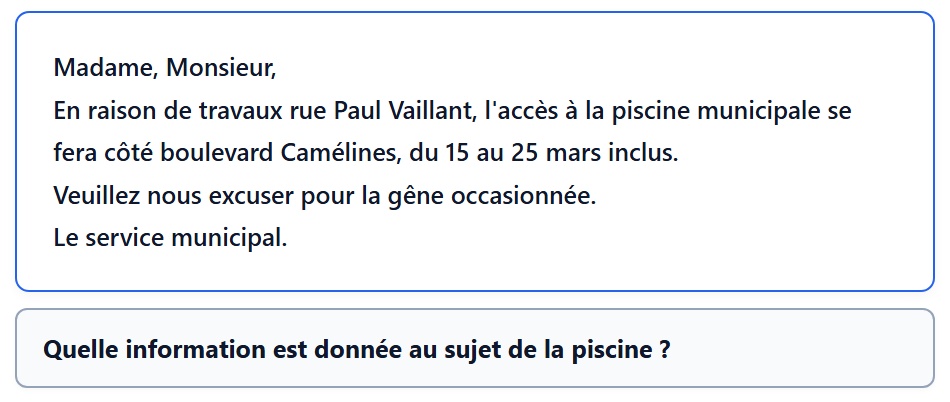 Madame, Monsieur,
En raison de travaux rue Paul Vaillant, l'accès à la piscine municipale se
fera côté boulevard Camélines, du 15 au 25 mars inclus.
Veuillez nous excuser pour la gêne occasionnée.
Le service municipal.
Quelle information est donnée au sujet de la piscine ?